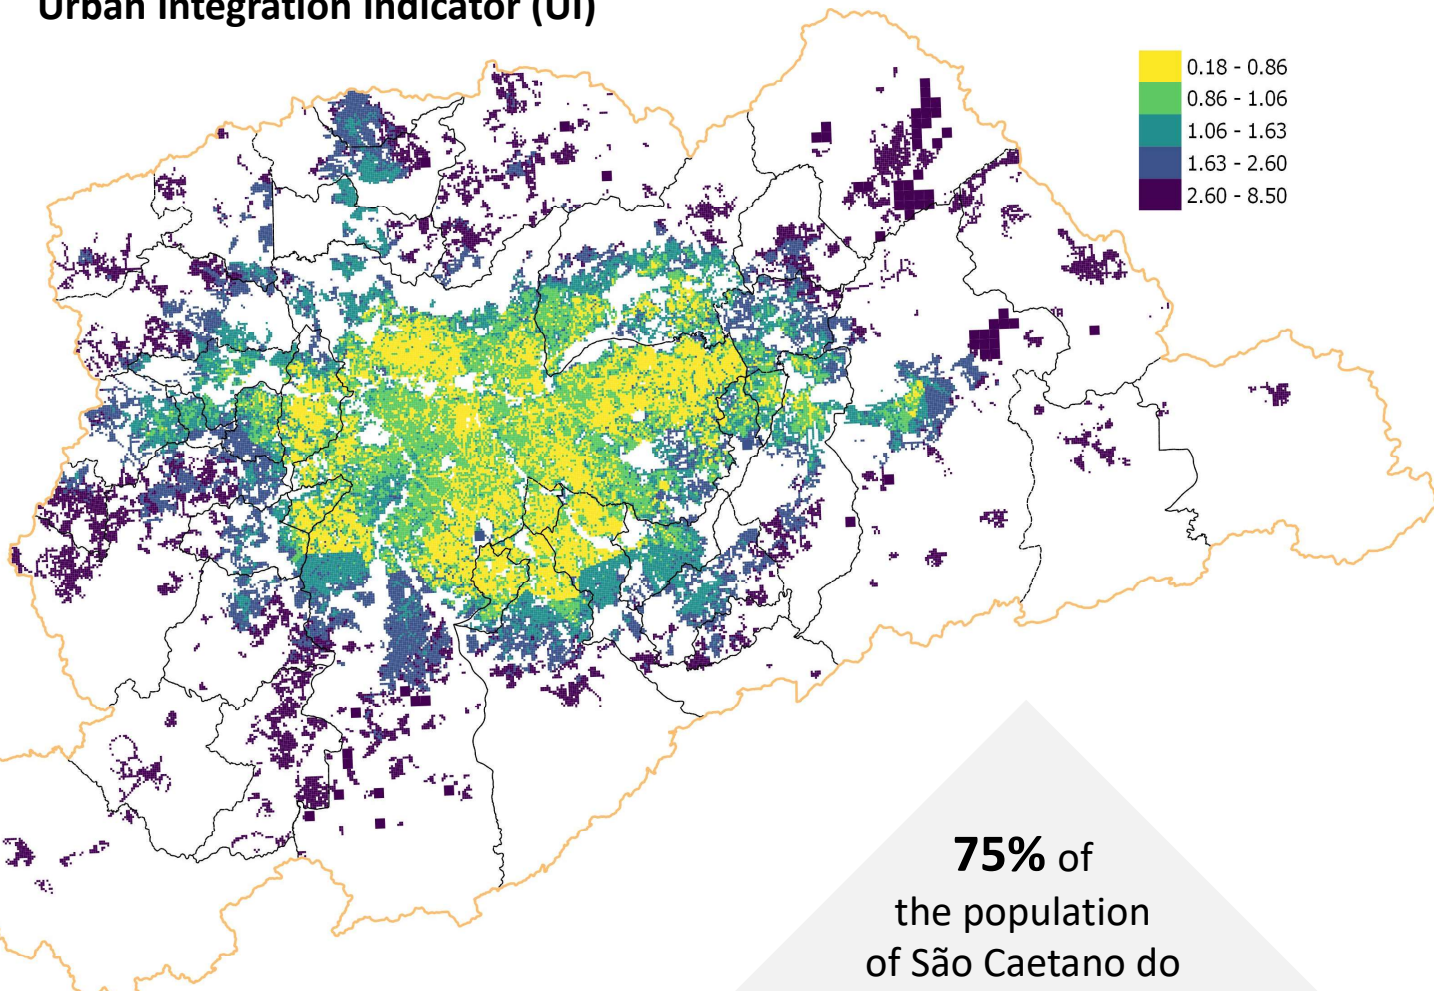 Urban Integration Indicator (UI)
0.18 - 0.86
0.86 - 1.06
1.06 - 1.63
1.63 - 2.60
2.60 - 8.50
75% of
the population
of São Caetano do